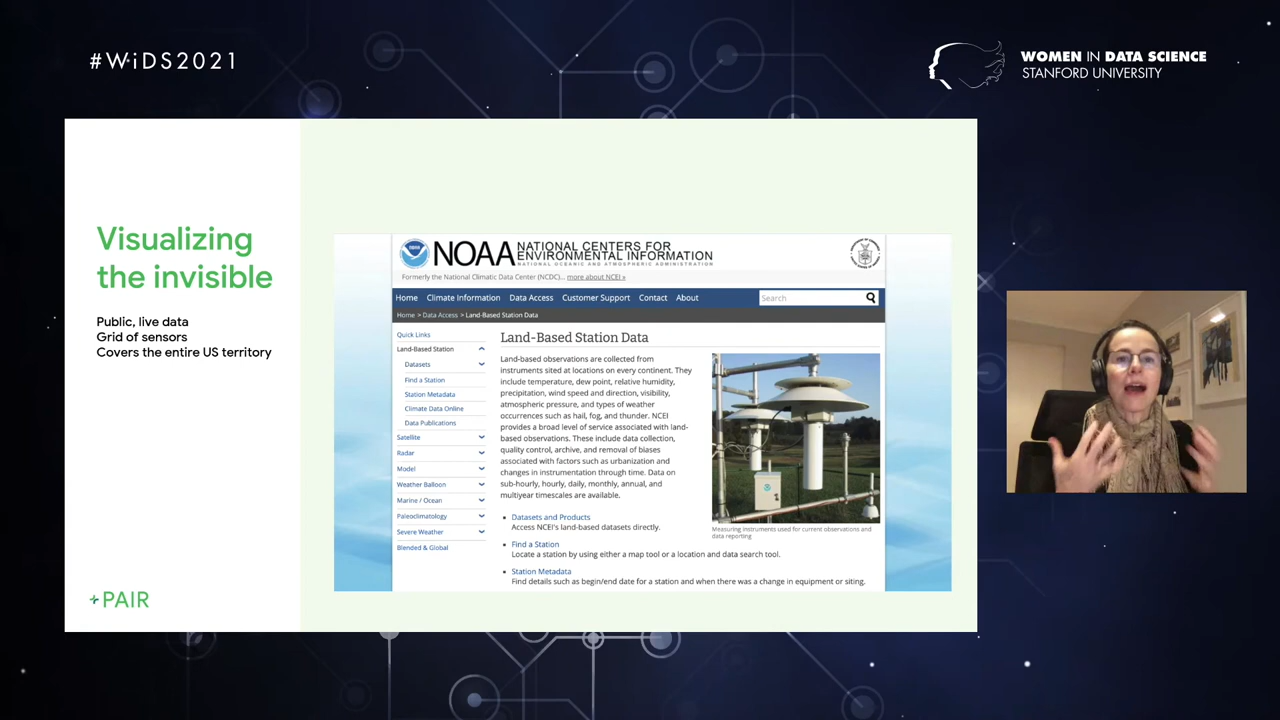 #WiDS2021
WOMEN IN DATA SCIENCE
STANFORD UNIVERSITY
Visualizing
the invisible
Public, live data
Grid of sensors
Covers the entire US territory
+PAIR
NOAA
NATIONAL CENTERS FOR
ENVIRONMENTAL INFORMATION
NATIONAL OCEANIC AND ATMOSPHERIC ADMINISTRATION
Formerly the National Climatic Data Center (NCDC)... more about NCEI »
Home Climate Information Data Access Customer Support Contact About Search
Home > Data Access > Land-Based Station Data
Quick Links
Land-Based Station
Datasets
Find a Station
Station Metadata
Climate Data Online
Data Publications
Satellite
Radar
Model
Weather Balloon
Marine / Ocean
Paleoclimatology
Severe Weather
Blended & Global
Land-Based Station Data
Land-based observations are collected from
instruments sited at locations on every continent. They
include temperature, dew point, relative humidity,
precipitation, wind speed and direction, visibility,
atmospheric pressure, and types of weather
occurrences such as hail, fog, and thunder. NCEI
provides a broad level of service associated with land-
based observations. These include data collection,
quality control, archive, and removal of biases
associated with factors such as urbanization and
changes in instrumentation through time. Data on
sub-hourly, hourly, daily, monthly, annual, and
multiyear timescales are available.
Measuring instruments used for current observations and
data reporting
Datasets and Products
Access NCEI's land-based datasets directly.
Find a Station
Locate a station by using either a map tool or a location and data search tool.
Station Metadata
Find details such as begin/end date for a station and when there was a change in equipment or siting.